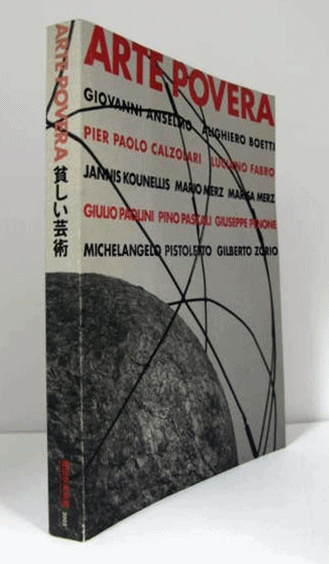 ARTE POVERA
GIOVANNI ANSELMO ALIGHIERO BOETTI
PIER PAOLO CALZOLARI LUCIANO FABRO
JANNIS KOUNELLIS MARIO MERZ MARISA MERZ
GIULIO PAOLINI PINO PASCALI GIUSEPPE PENONE
MICHELANGELO PISTOLETTO GILBERTO ZORIO
ARTE POVERA 貧しい芸術